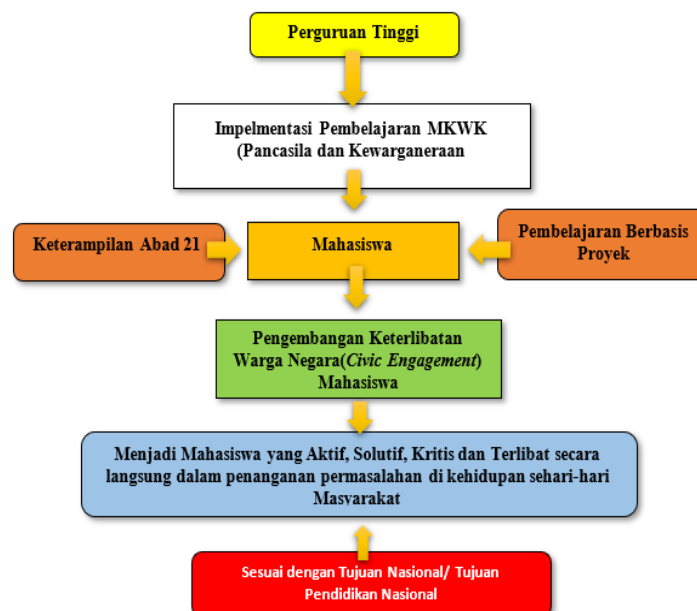 Perguruan Tinggi
Impelmentasi Pembelajaran MKWK
(Pancasila dan Kewarganeraan
Keterampilan Abad 21
Mahasiswa
Pembelajaran Berbasis
Proyek
Pengembangan Keterlibatan
Warga Negara(Civic Engagement)
Mahasiswa
Menjadi Mahasiswa yang Aktif, Solutif, Kritis dan Terlibat secara
langsung dalam penanganan permasalahan di kehidupan sehari-hari
Masyarakat
Sesuai dengan Tujuan Nasional/ Tujuan
Pendidikan Nasional